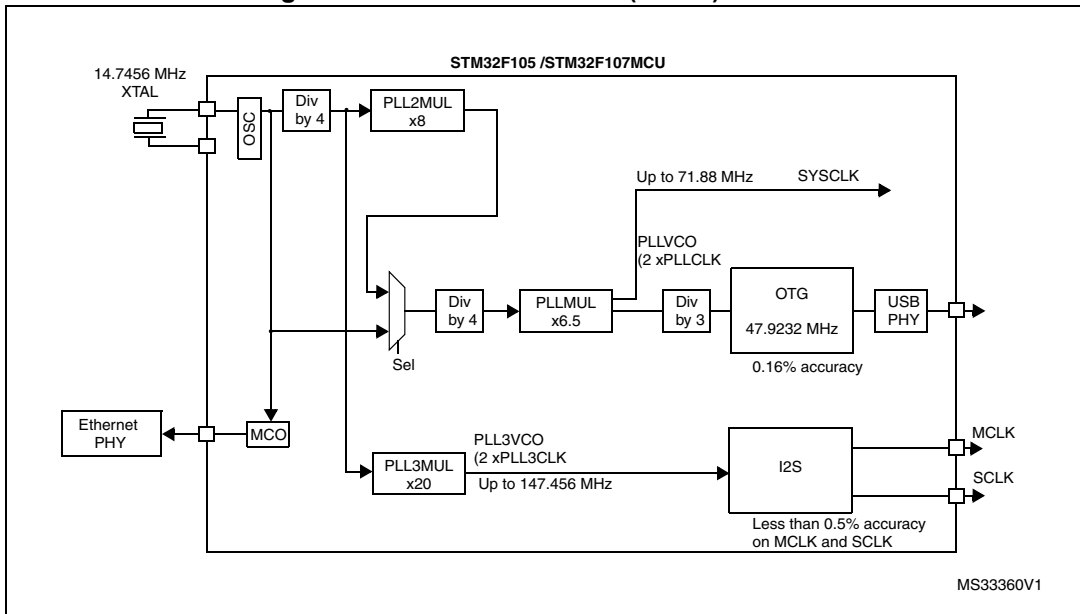 STM32F105 /STM32F107MCU
14.7456 MHz
XTAL
OSC
Div
by 4
PLL2MUL
x8
Up to 71.88 MHz
SYSCLK
PLLVCO
(2 xPLLCLK
Div
by 4
PLLMUL
x6.5
Div
by 3
OTG
47.9232 MHz
USB
PHY
0.16% accuracy
Sel
Ethernet
PHY
MCO
PLL3MUL
x20
PLL3VCO
(2 xPLL3CLK
Up to 147.456 MHz
I2S
MCLK
SCLK
Less than 0.5% accuracy
on MCLK and SCLK
MS33360V1